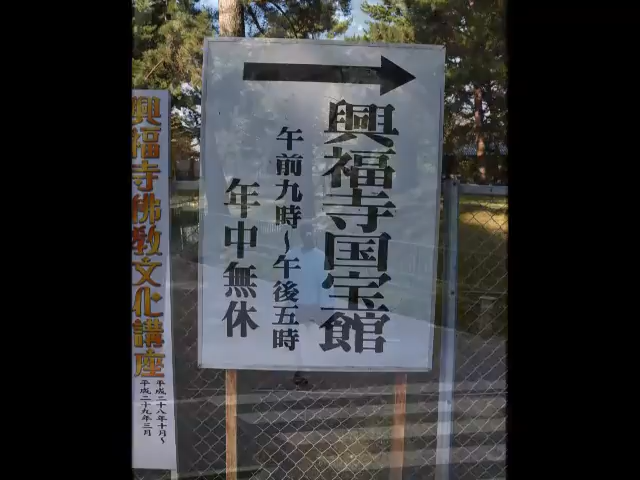 興福寺国宝館
午前九時〜午後五時
年中無休
興福寺佛教文化講座
平成二十八年十月〜
平成二十九年三月